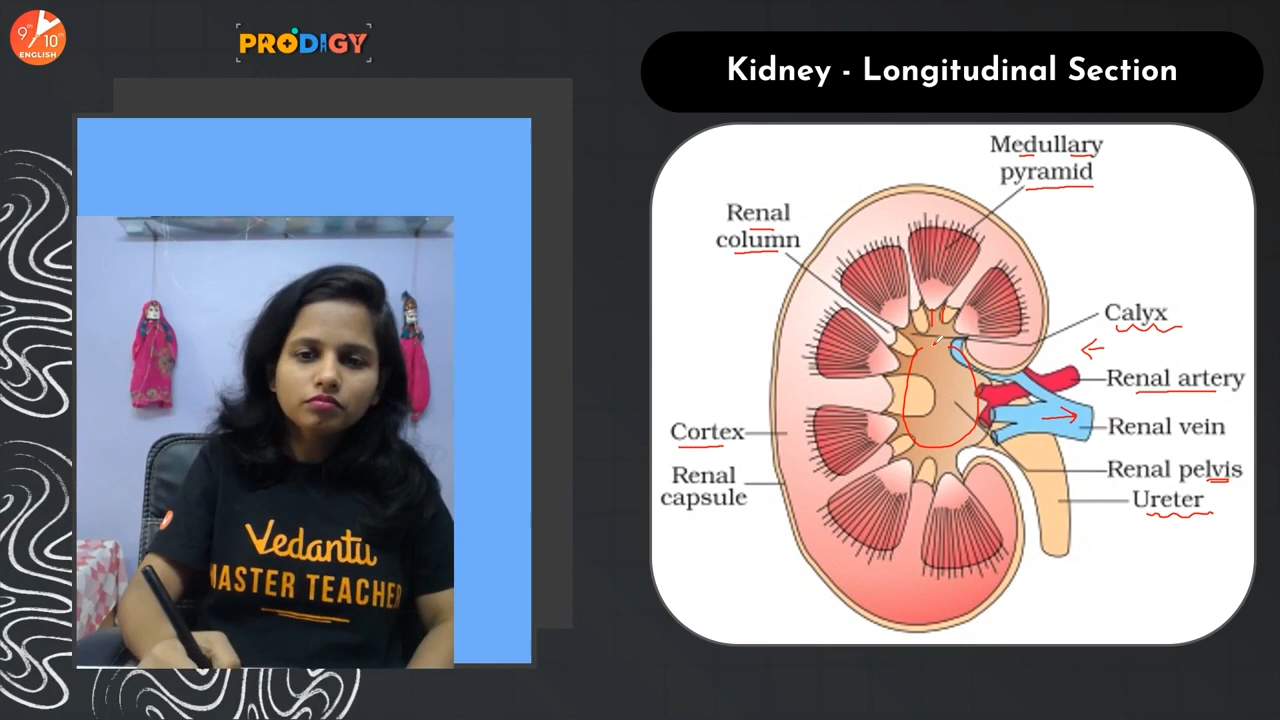 9th
10th
ENGLISH
PRODIGY
Kidney - Longitudinal Section
Medullary
pyramid
Renal
column
Calyx
Renal artery
Renal vein
Cortex
Renal pelvis
Renal
capsule
Ureter
Vedantu
MASTER TEACHER